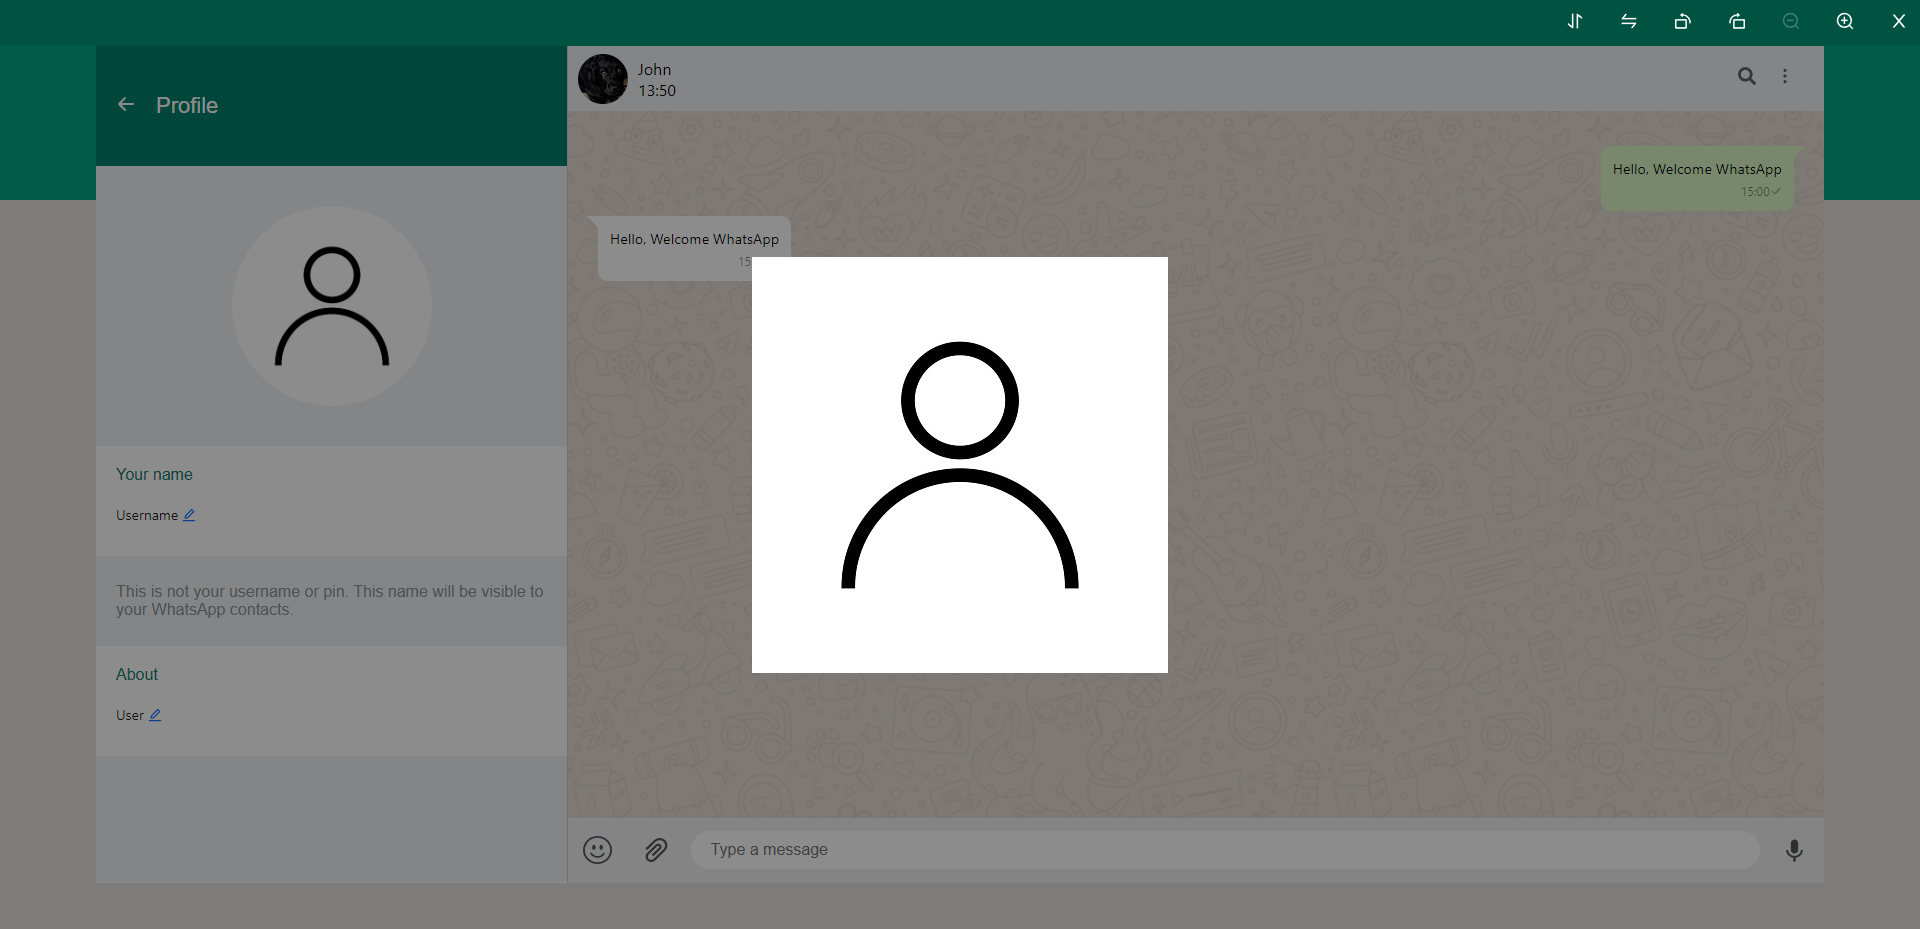 Profile
Your name
Username
This is not your username or pin. This name will be visible to
your WhatsApp contacts.
About
User
John
13:50
Hello, Welcome WhatsApp
15:00
Hello, Welcome WhatsApp
15
Type a message